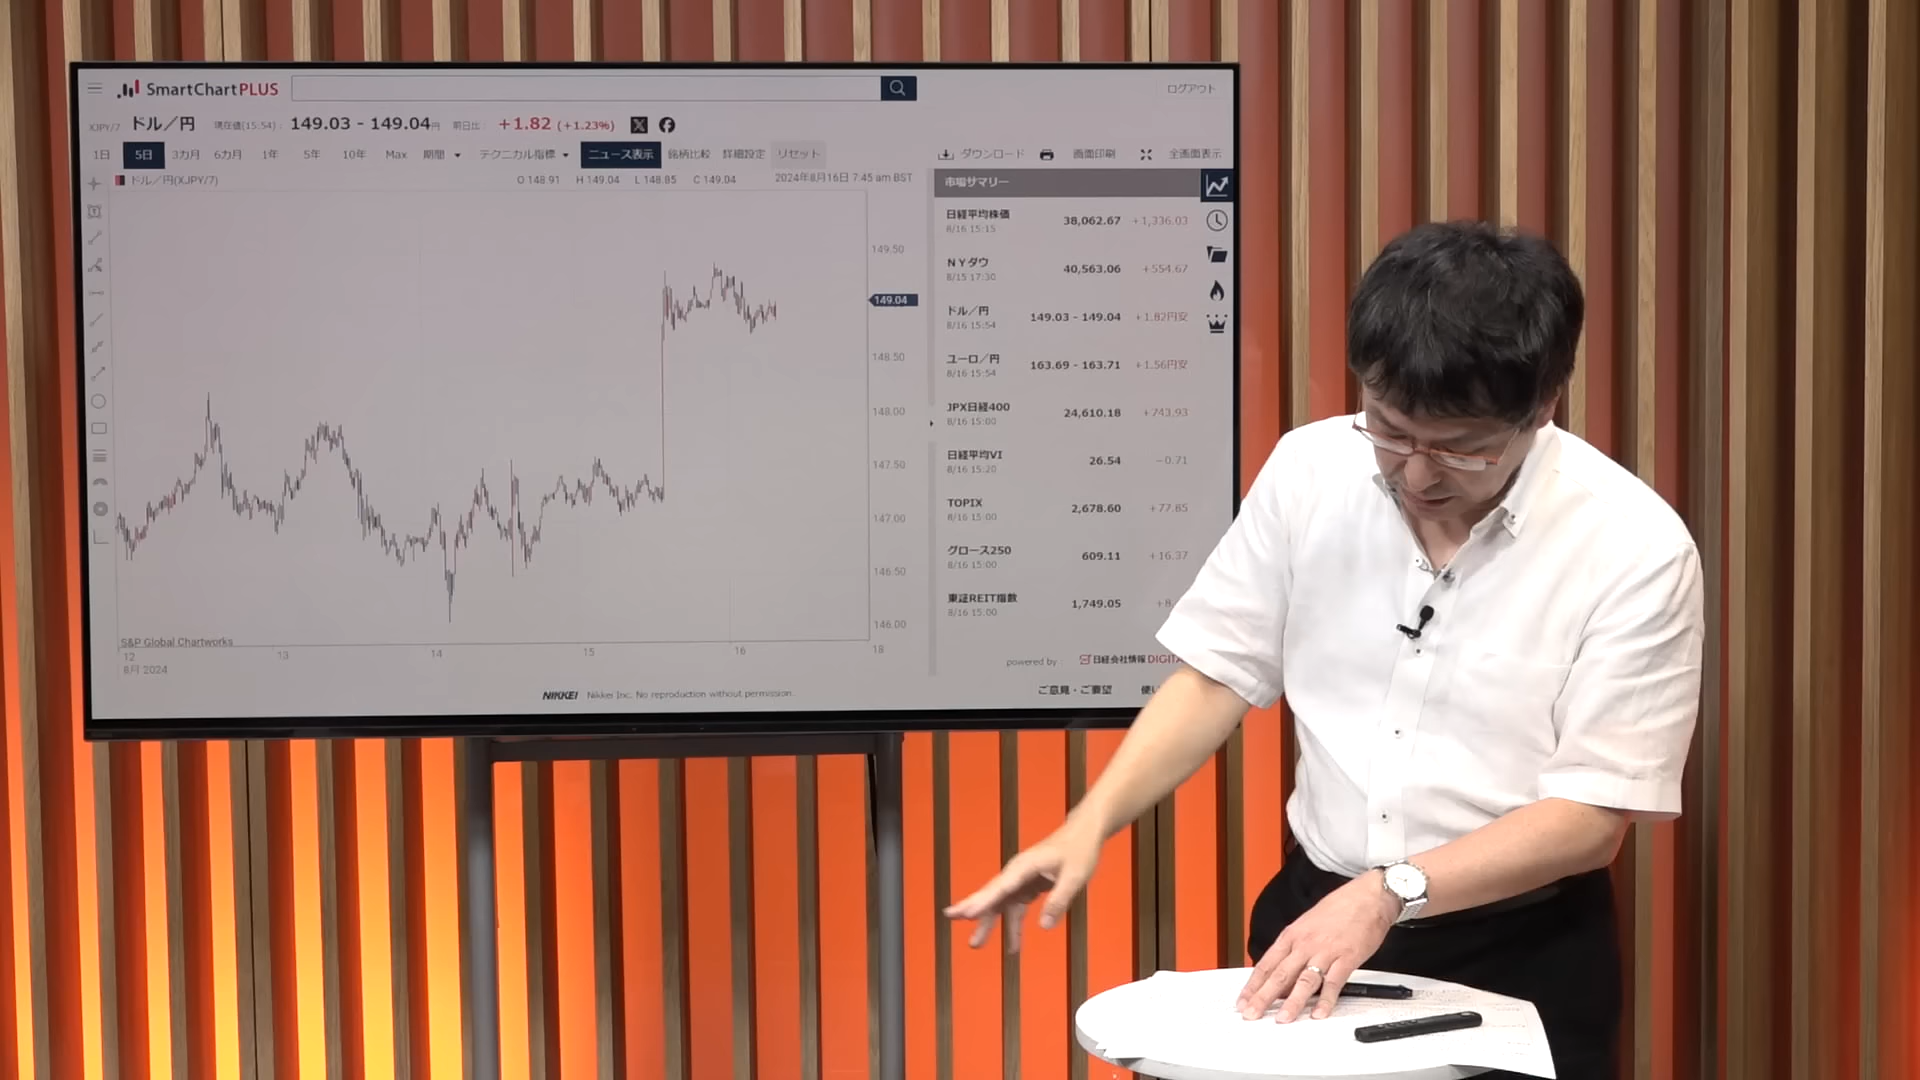 SmartChartPLUS
ログアウト
XJPY/7 ドル／円 現在値(15:54)： 149.03 - 149.04円 前日比： +1.82 (+1.23%)
1日 5日 3カ月 6カ月 1年 5年 10年 Max 期間 テクニカル指標 ニュース表示 銘柄比較 詳細設定 リセット ダウンロード 画面印刷 全画面表示
ドル／円(XJPY/7) O 148.91 H 149.04 L 148.85 C 149.04 2024年8月16日 7:45 am BST
149.50
149.04
148.50
148.00
147.50
147.00
146.50
146.00
S&P Global Chartworks
12 13 14 15 16 18
8月 2024
市場サマリー
日経平均株価 38,062.67 +1,336.03
8/16 15:15
NYダウ 40,563.06 +554.67
8/15 17:30
ドル／円 149.03 - 149.04 +1.82円安
8/16 15:54
ユーロ／円 163.69 - 163.71 +1.56円安
8/16 15:54
JPX日経400 24,610.18 +743.93
8/16 15:00
日経平均VI 26.54 -0.71
8/16 15:20
TOPIX 2,678.60 +77.85
8/16 15:00
グロース250 609.11 +16.37
8/16 15:00
東証REIT指数 1,749.05 +8.
8/16 15:00
powered by : 日経会社情報 DIGITA
ご意見・ご要望 使い
NIKKEI Nikkei Inc. No reproduction without permission.